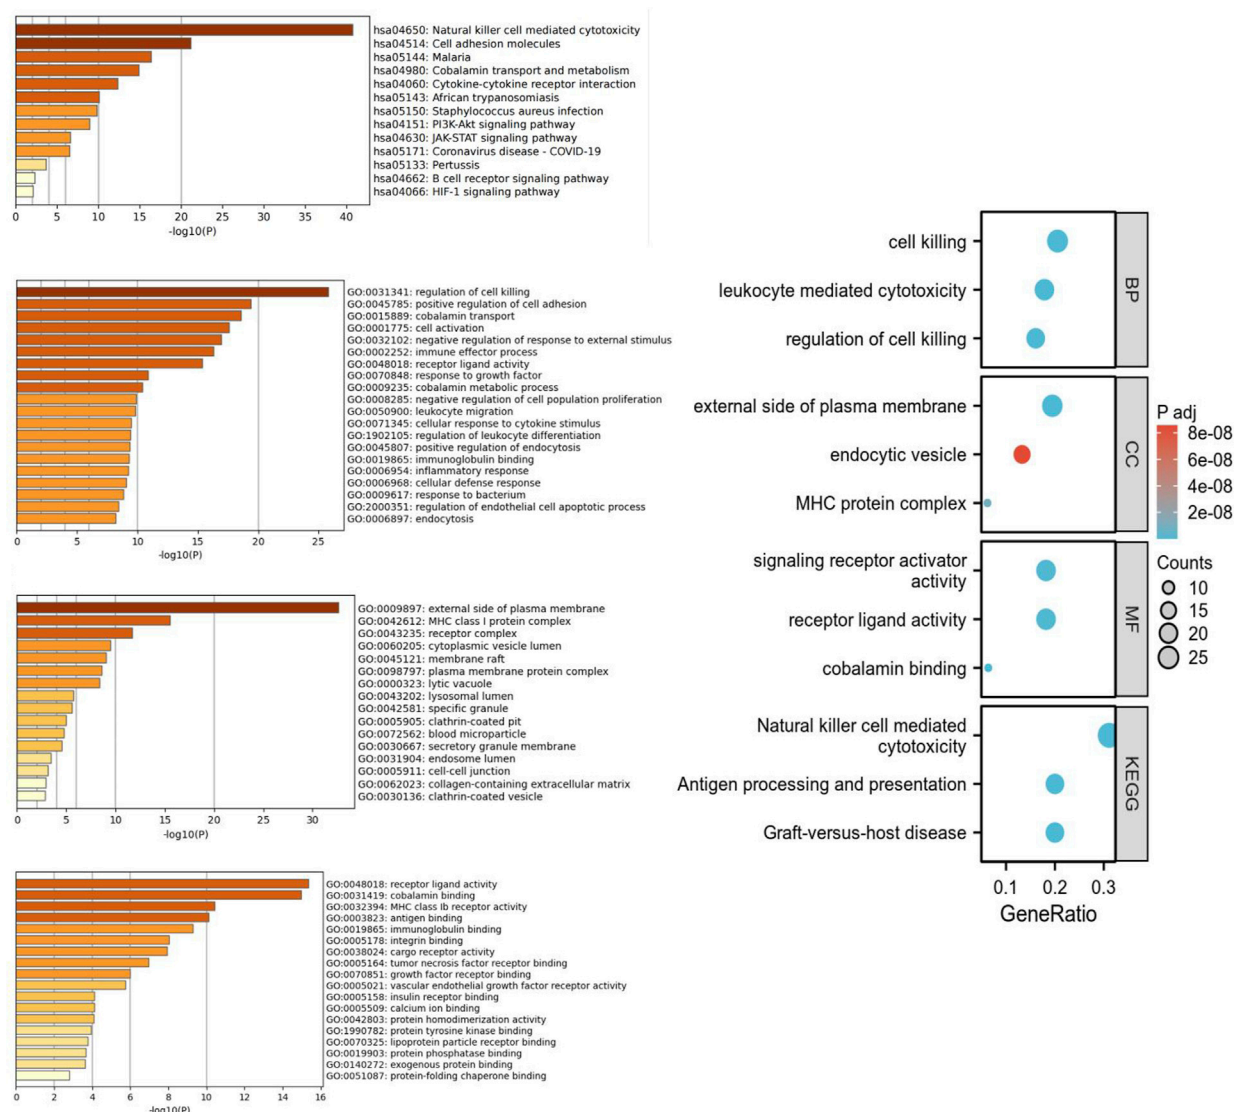 hsa04650: Natural killer cell mediated cytotoxicity
hsa04514: Cell adhesion molecules
hsa05144: Malaria
hsa04980: Cobalamin transport and metabolism
hsa04060: Cytokine-cytokine receptor interaction
hsa05143: African trypanosomiasis
hsa05150: Staphylococcus aureus infection
hsa04151: PI3K-Akt signaling pathway
hsa04630: JAK-STAT signaling pathway
hsa05171: Coronavirus disease - COVID-19
hsa05133: Pertussis
hsa04662: B cell receptor signaling pathway
hsa04066: HIF-1 signaling pathway
0 5 10 15 20 25 30 35 40
-log10(P)
GO:0031341: regulation of cell killing
GO:0045785: positive regulation of cell adhesion
GO:0015889: cobalamin transport
GO:0001775: cell activation
GO:0032102: negative regulation of response to external stimulus
GO:0002252: immune effector process
GO:0048018: receptor ligand activity
GO:0070848: response to growth factor
GO:0009235: cobalamin metabolic process
GO:0008285: negative regulation of cell population proliferation
GO:0050900: leukocyte migration
GO:0071345: cellular response to cytokine stimulus
GO:1902105: regulation of leukocyte differentiation
GO:0045807: positive regulation of endocytosis
GO:0019865: immunoglobulin binding
GO:0006954: inflammatory response
GO:0006968: cellular defense response
GO:0009617: response to bacterium
GO:2000351: regulation of endothelial cell apoptotic process
GO:0006897: endocytosis
0 5 10 15 20 25
-log10(P)
GO:0009897: external side of plasma membrane
GO:0042612: MHC class I protein complex
GO:0043235: receptor complex
GO:0060205: cytoplasmic vesicle lumen
GO:0045121: membrane raft
GO:0098797: plasma membrane protein complex
GO:0000323: lytic vacuole
GO:0043202: lysosomal lumen
GO:0042581: specific granule
GO:0005905: clathrin-coated pit
GO:0072562: blood microparticle
GO:0030667: secretory granule membrane
GO:0031904: endosome lumen
GO:0005911: cell-cell junction
GO:0062023: collagen-containing extracellular matrix
GO:0030136: clathrin-coated vesicle
0 5 10 15 20 25 30
-log10(P)
GO:0048018: receptor ligand activity
GO:0031419: cobalamin binding
GO:0032394: MHC class Ib receptor activity
GO:0003823: antigen binding
GO:0019865: immunoglobulin binding
GO:0005178: integrin binding
GO:0038024: cargo receptor activity
GO:0005164: tumor necrosis factor receptor binding
GO:0070851: growth factor receptor binding
GO:0005021: vascular endothelial growth factor receptor activity
GO:0005158: insulin receptor binding
GO:0005509: calcium ion binding
GO:0042803: protein homodimerization activity
GO:1990782: protein tyrosine kinase binding
GO:0070325: lipoprotein particle receptor binding
GO:0019903: protein phosphatase binding
GO:0140272: exogenous protein binding
GO:0051087: protein-folding chaperone binding
0 2 4 6 8 10 12 14 16
-log10(P)
cell killing
leukocyte mediated cytotoxicity
regulation of cell killing
BP
external side of plasma membrane
endocytic vesicle
MHC protein complex
CC
signaling receptor activator
activity
receptor ligand activity
cobalamin binding
MF
Natural killer cell mediated
cytotoxicity
Antigen processing and presentation
Graft-versus-host disease
KEGG
0.1 0.2 0.3
GeneRatio
P adj
8e-08
6e-08
4e-08
2e-08
Counts
10
15
20
25